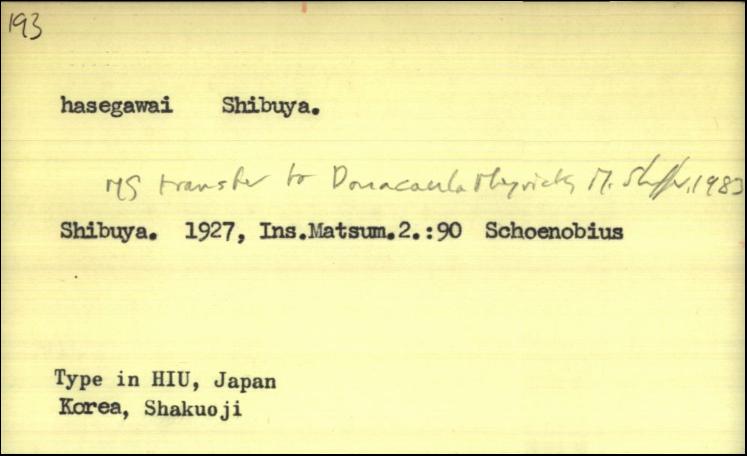 193
hasegawai Shibuya.
MS transfer to Donacaula Meyrick, M. Shaffer, 1983
Shibuya. 1927, Ins.Matsum.2.:90 Schoenobius
Type in HIU, Japan
Korea, Shakuoji